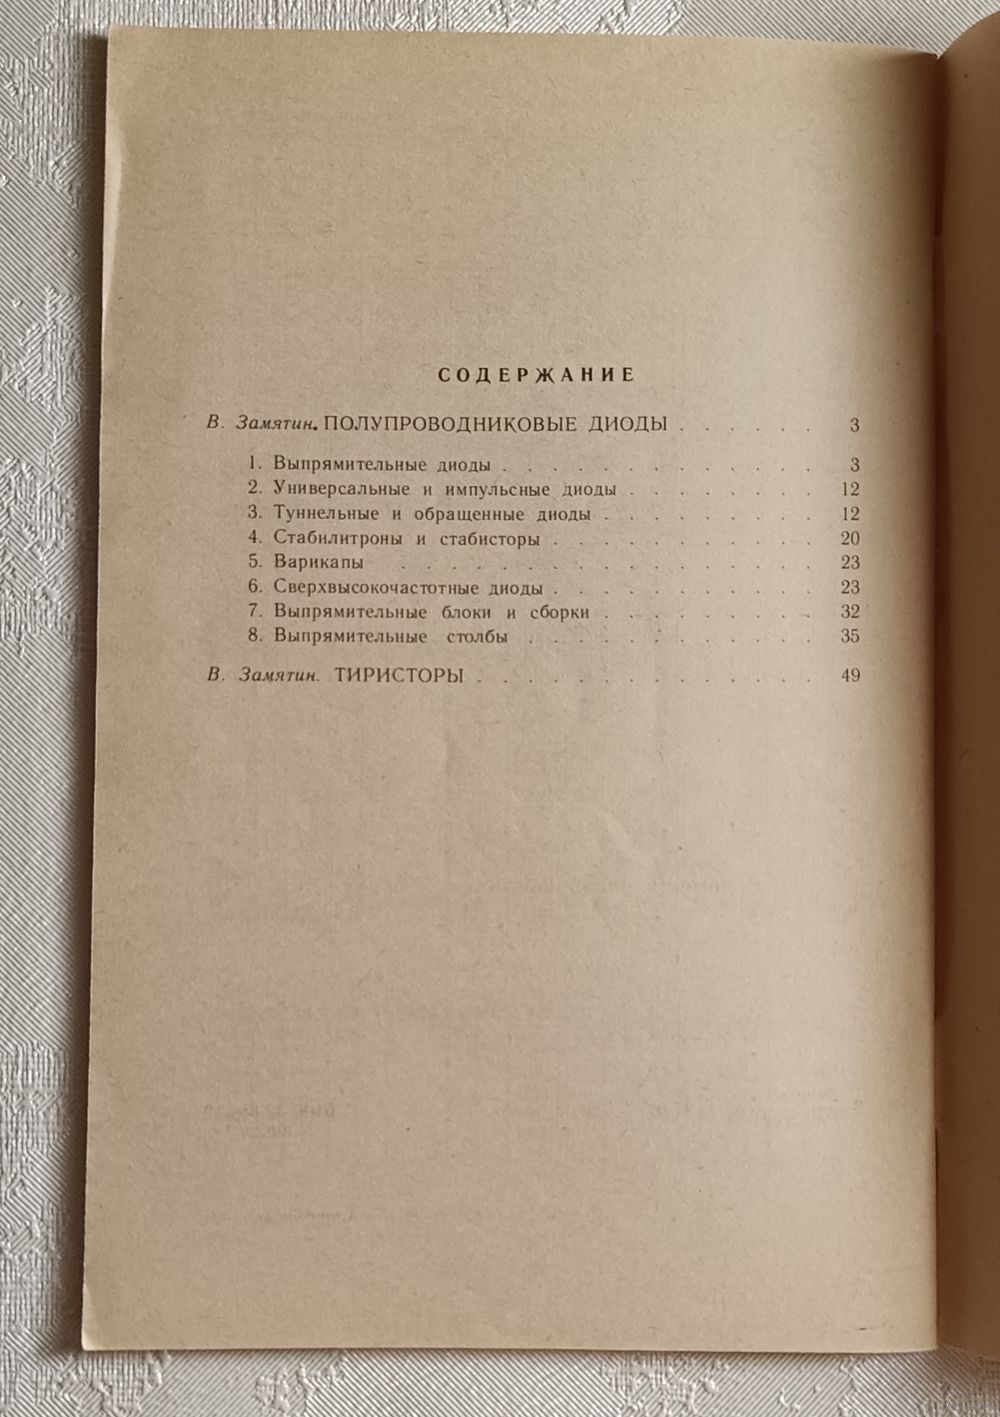 СОДЕРЖАНИЕ
В. Замятин. ПОЛУПРОВОДНИКОВЫЕ ДИОДЫ . . . . . . 3
1. Выпрямительные диоды . . . . . . . . . . . . . 3
2. Универсальные и импульсные диоды . . . . . . . . 12
3. Туннельные и обращенные диоды . . . . . . . . . 12
4. Стабилитроны и стабисторы . . . . . . . . . . . 20
5. Варикапы . . . . . . . . . . . . . . . . . 23
6. Сверхвысокочастотные диоды . . . . . . . . . . . 23
7. Выпрямительные блоки и сборки . . . . . . . . . 32
8. Выпрямительные столбы . . . . . . . . . . . . 35
В. Замятин. ТИРИСТОРЫ . . . . . . . . . . . . . . 49